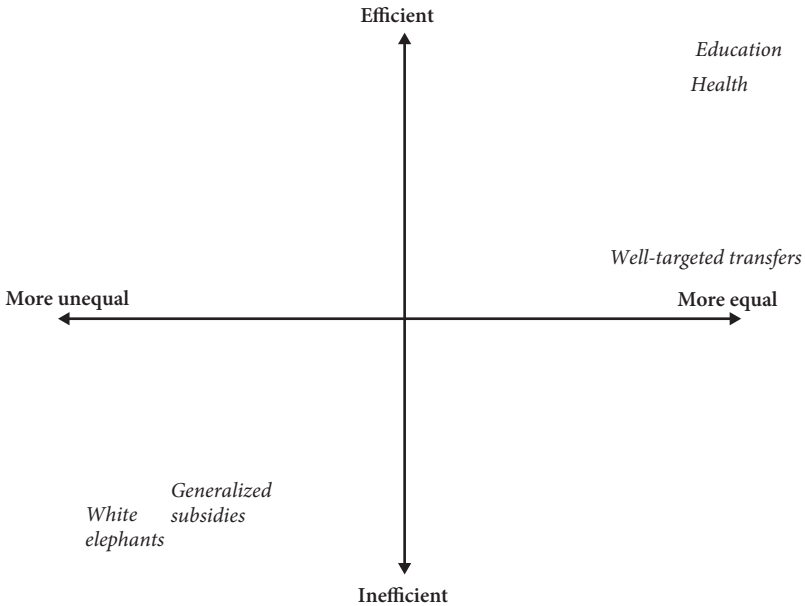 Efficient
Education
Health
Well-targeted transfers
More unequal
More equal
Generalized
subsidies
White
elephants
Inefficient